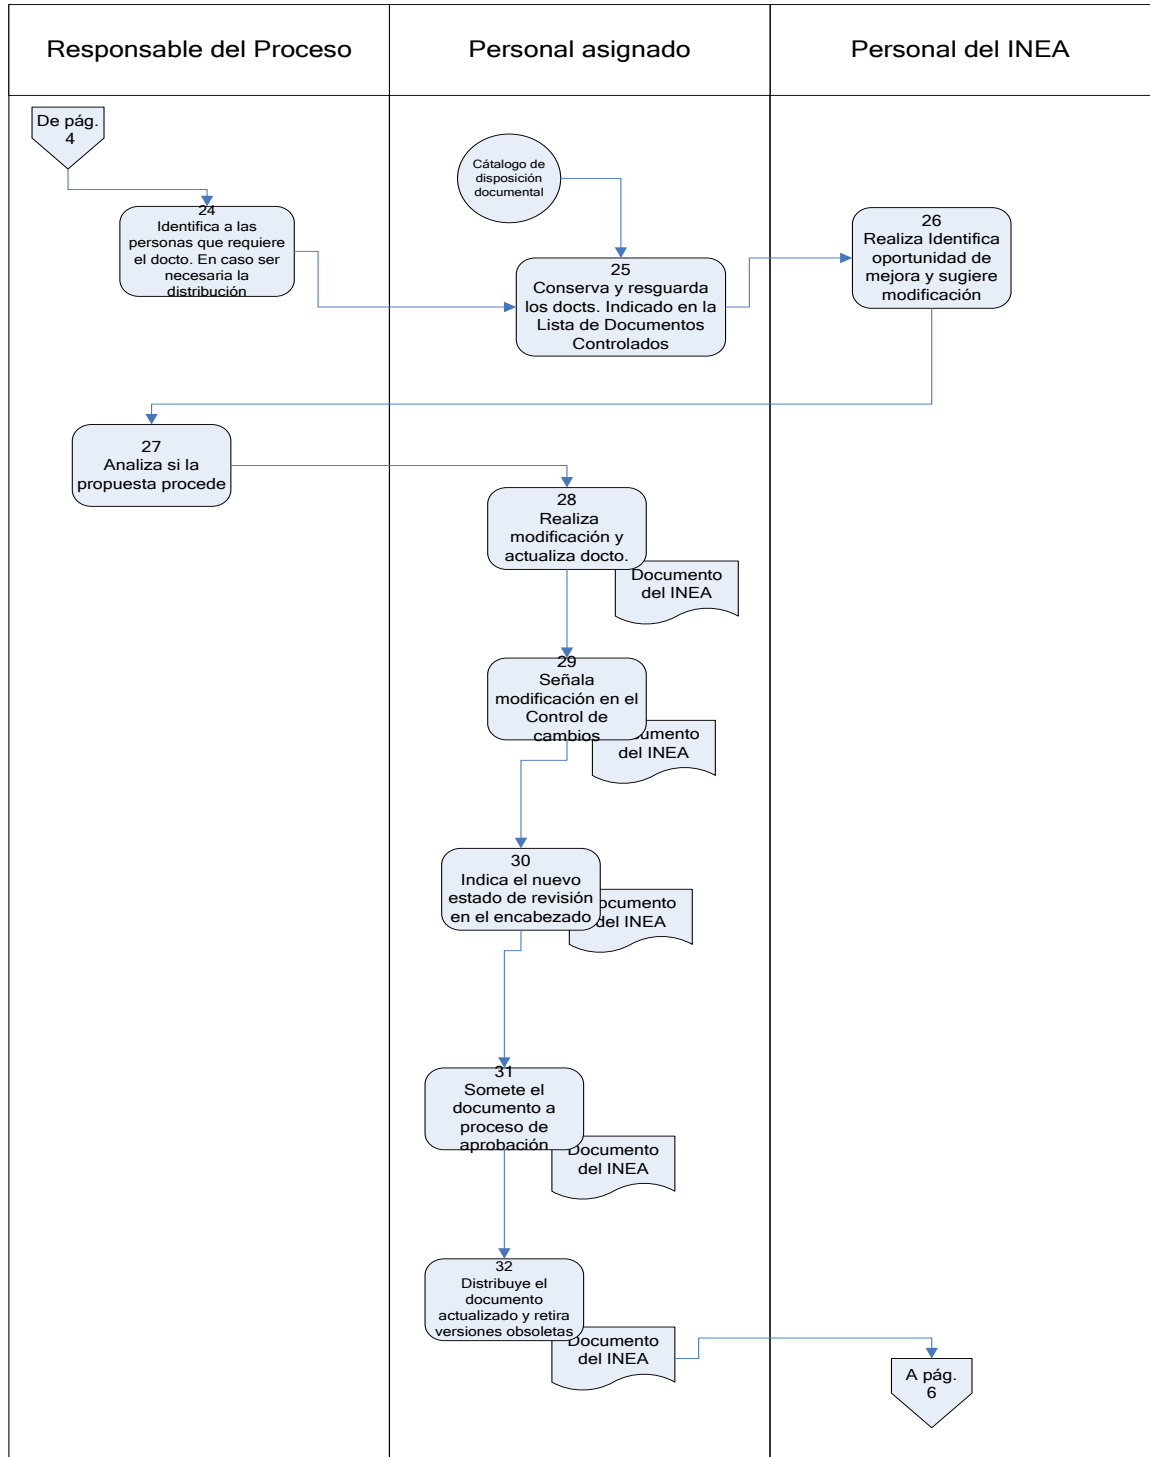 Responsable del Proceso
Personal asignado
Personal del INEA
De pág.
4
Cátalogo de
disposición
documental
24
Identifica a las
personas que requiere
el docto. En caso ser
necesaria la
distribución
25
Conserva y resguarda
los docts. Indicado en la
Lista de Documentos
Controlados
26
Realiza Identifica
oportunidad de
mejora y sugiere
modificación
27
Analiza si la
propuesta procede
28
Realiza
modificación y
actualiza docto.
Documento
del INEA
29
Señala
modificación en el
Control de
cambios
umento
del INEA
30
Indica el nuevo
estado de revisión
en el encabezado
ocumento
del INEA
31
Somete el
documento a
proceso de
aprobación
Documento
del INEA
32
Distribuye el
documento
actualizado y retira
versiones obsoletas
Documento
del INEA
A pág.
6